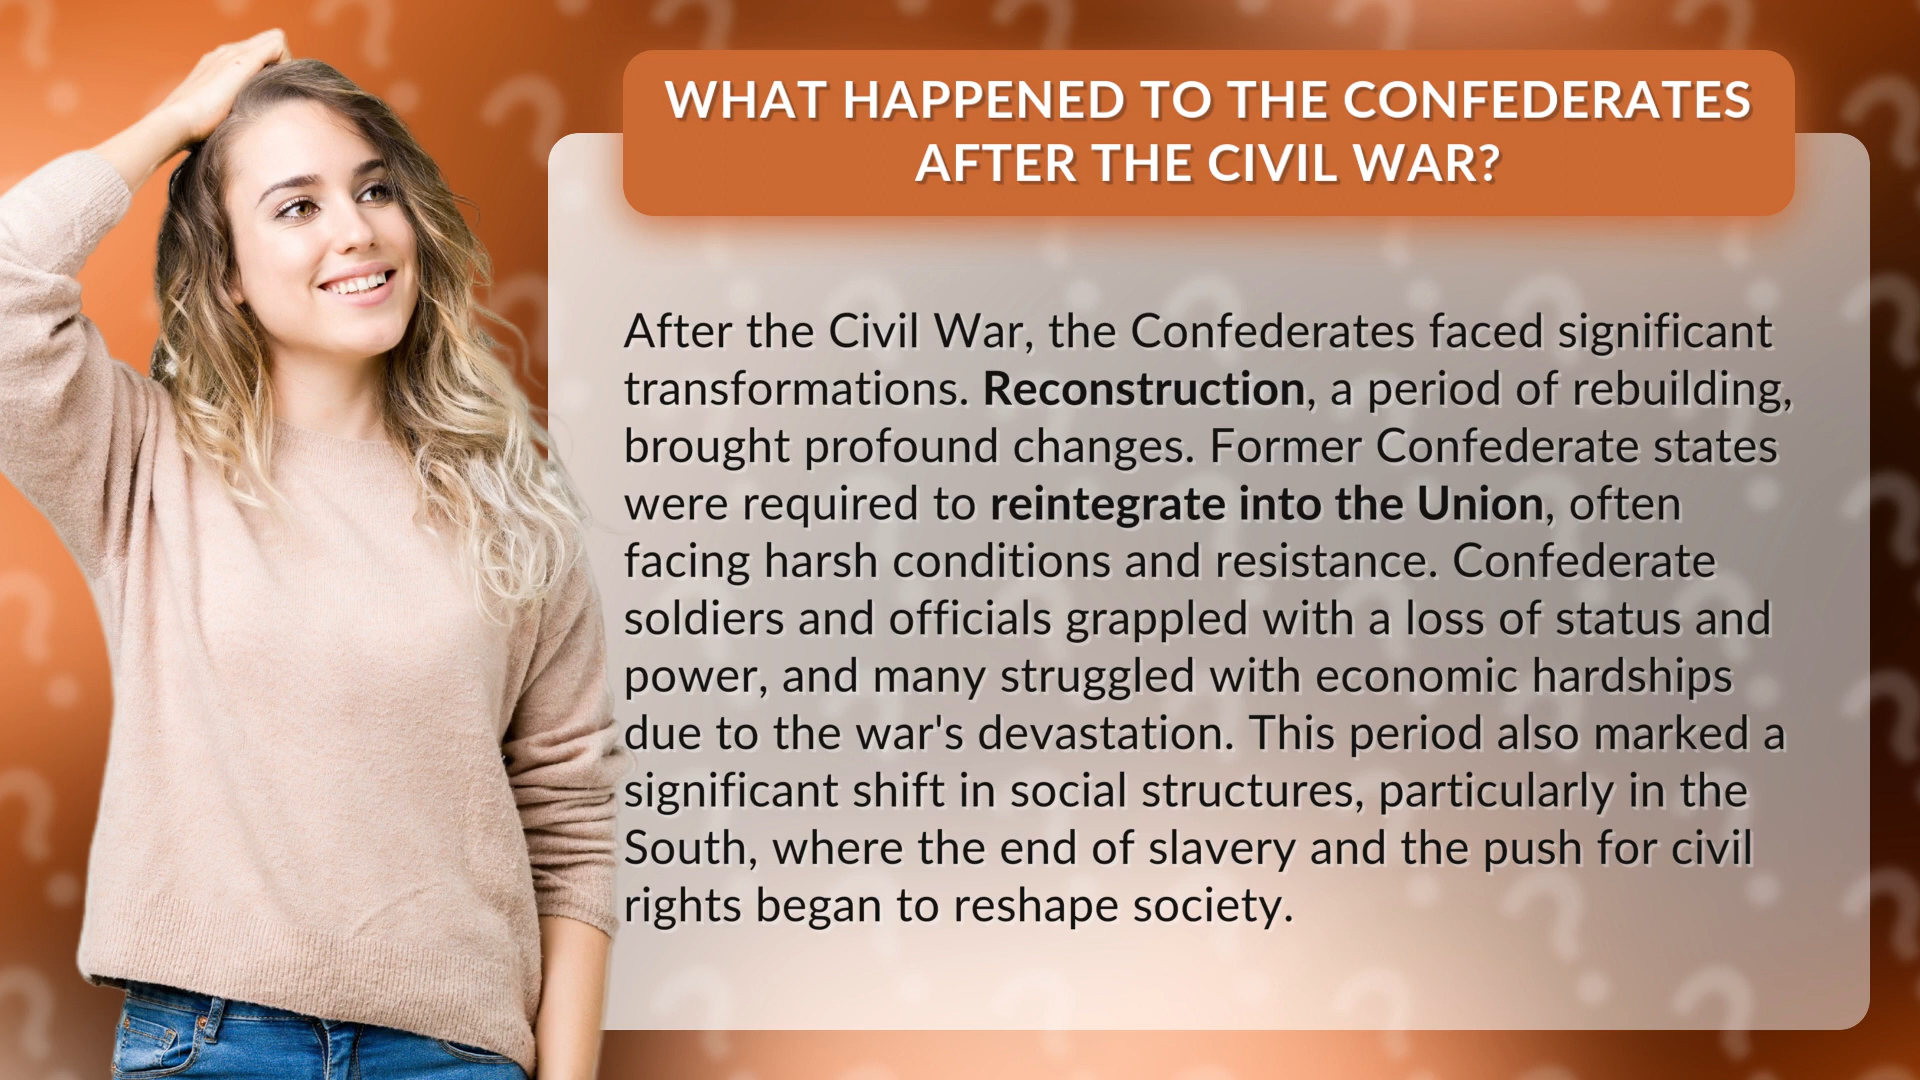 WHAT HAPPENED TO THE CONFEDERATES
AFTER THE CIVIL WAR?
After the Civil War, the Confederates faced significant
transformations. Reconstruction, a period of rebuilding,
brought profound changes. Former Confederate states
were required to reintegrate into the Union, often
facing harsh conditions and resistance. Confederate
soldiers and officials grappled with a loss of status and
power, and many struggled with economic hardships
due to the war's devastation. This period also marked a
significant shift in social structures, particularly in the
South, where the end of slavery and the push for civil
rights began to reshape society.